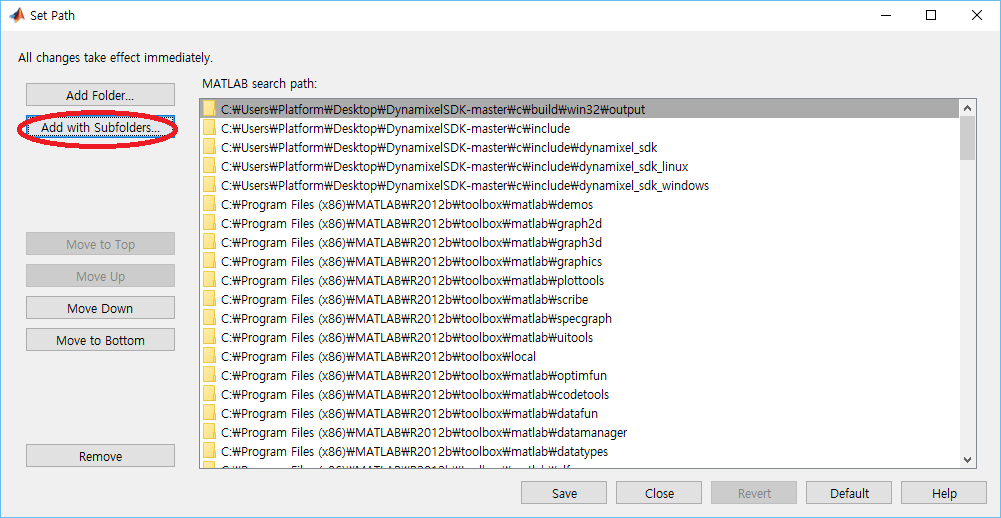 Set Path
All changes take effect immediately.
Add Folder...
Add with Subfolders...
Move to Top
Move Up
Move Down
Move to Bottom
Remove
MATLAB search path:
C:₩Users₩Platform₩Desktop₩DynamixelSDK-master₩c₩build₩win32₩output
C:₩Users₩Platform₩Desktop₩DynamixelSDK-master₩c₩include
C:₩Users₩Platform₩Desktop₩DynamixelSDK-master₩c₩include₩dynamixel_sdk
C:₩Users₩Platform₩Desktop₩DynamixelSDK-master₩c₩include₩dynamixel_sdk_linux
C:₩Users₩Platform₩Desktop₩DynamixelSDK-master₩c₩include₩dynamixel_sdk_windows
C:₩Program Files (x86)₩MATLAB₩R2012b₩toolbox₩matlab₩demos
C:₩Program Files (x86)₩MATLAB₩R2012b₩toolbox₩matlab₩graph2d
C:₩Program Files (x86)₩MATLAB₩R2012b₩toolbox₩matlab₩graph3d
C:₩Program Files (x86)₩MATLAB₩R2012b₩toolbox₩matlab₩graphics
C:₩Program Files (x86)₩MATLAB₩R2012b₩toolbox₩matlab₩plottools
C:₩Program Files (x86)₩MATLAB₩R2012b₩toolbox₩matlab₩scribe
C:₩Program Files (x86)₩MATLAB₩R2012b₩toolbox₩matlab₩specgraph
C:₩Program Files (x86)₩MATLAB₩R2012b₩toolbox₩matlab₩uitools
C:₩Program Files (x86)₩MATLAB₩R2012b₩toolbox₩local
C:₩Program Files (x86)₩MATLAB₩R2012b₩toolbox₩matlab₩optimfun
C:₩Program Files (x86)₩MATLAB₩R2012b₩toolbox₩matlab₩codetools
C:₩Program Files (x86)₩MATLAB₩R2012b₩toolbox₩matlab₩datafun
C:₩Program Files (x86)₩MATLAB₩R2012b₩toolbox₩matlab₩datamanager
C:₩Program Files (x86)₩MATLAB₩R2012b₩toolbox₩matlab₩datatypes
Save
Close
Revert
Default
Help